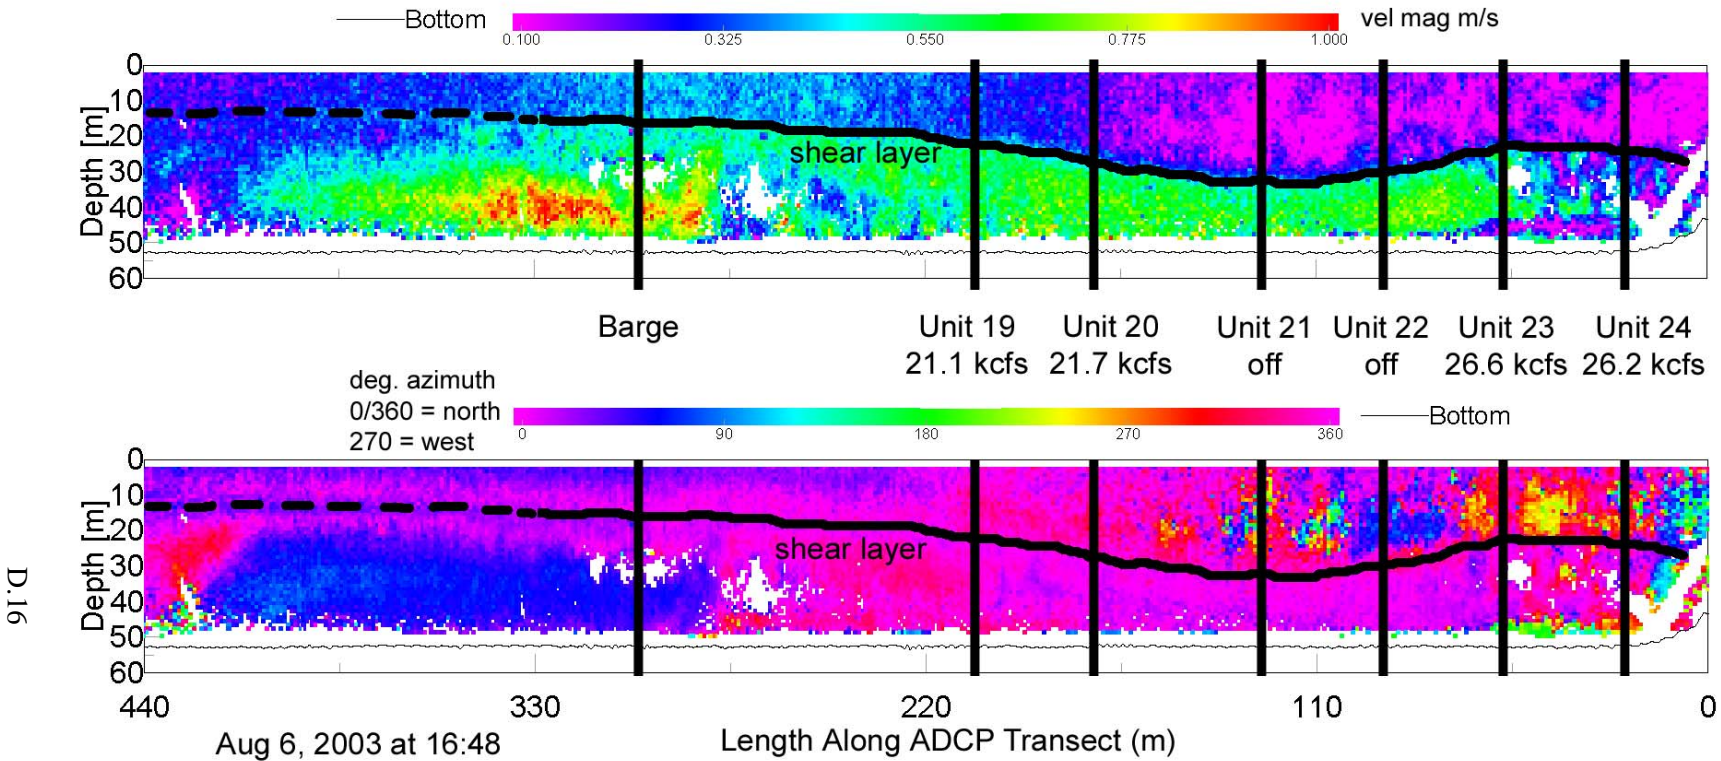 Bottom
vel mag m/s
0.100 0.325 0.550 0.775 1.000
0
10
20
30
40
50
60
Depth [m]
shear layer
Barge
Unit 19
21.1 kcfs
Unit 20
21.7 kcfs
Unit 21
off
Unit 22
off
Unit 23
26.6 kcfs
Unit 24
26.2 kcfs
deg. azimuth
0/360 = north
270 = west
0 90 180 270 360
Bottom
0
10
20
30
40
50
60
Depth [m]
shear layer
440 330 220 110 0
Aug 6, 2003 at 16:48
Length Along ADCP Transect (m)
D.16